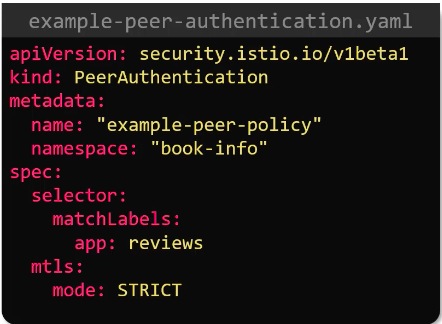 example-peer-authentication.yaml
apiVersion: security.istio.io/v1beta1
kind: PeerAuthentication
metadata:
  name: "example-peer-policy"
  namespace: "book-info"
spec:
  selector:
    matchLabels:
      app: reviews
  mtls:
    mode: STRICT